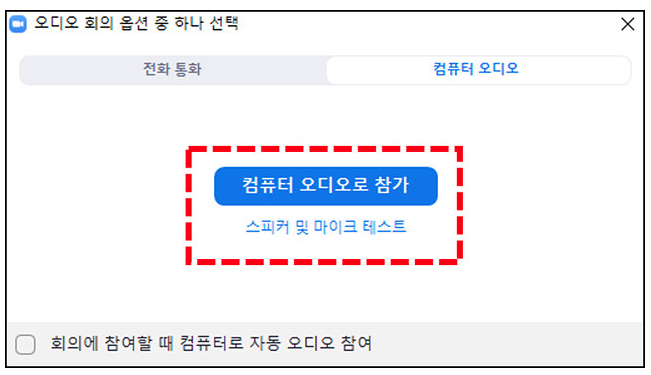 오디오 회의 옵션 중 하나 선택
전화 통화
컴퓨터 오디오
컴퓨터 오디오로 참가
스피커 및 마이크 테스트
회의에 참여할 때 컴퓨터로 자동 오디오 참여